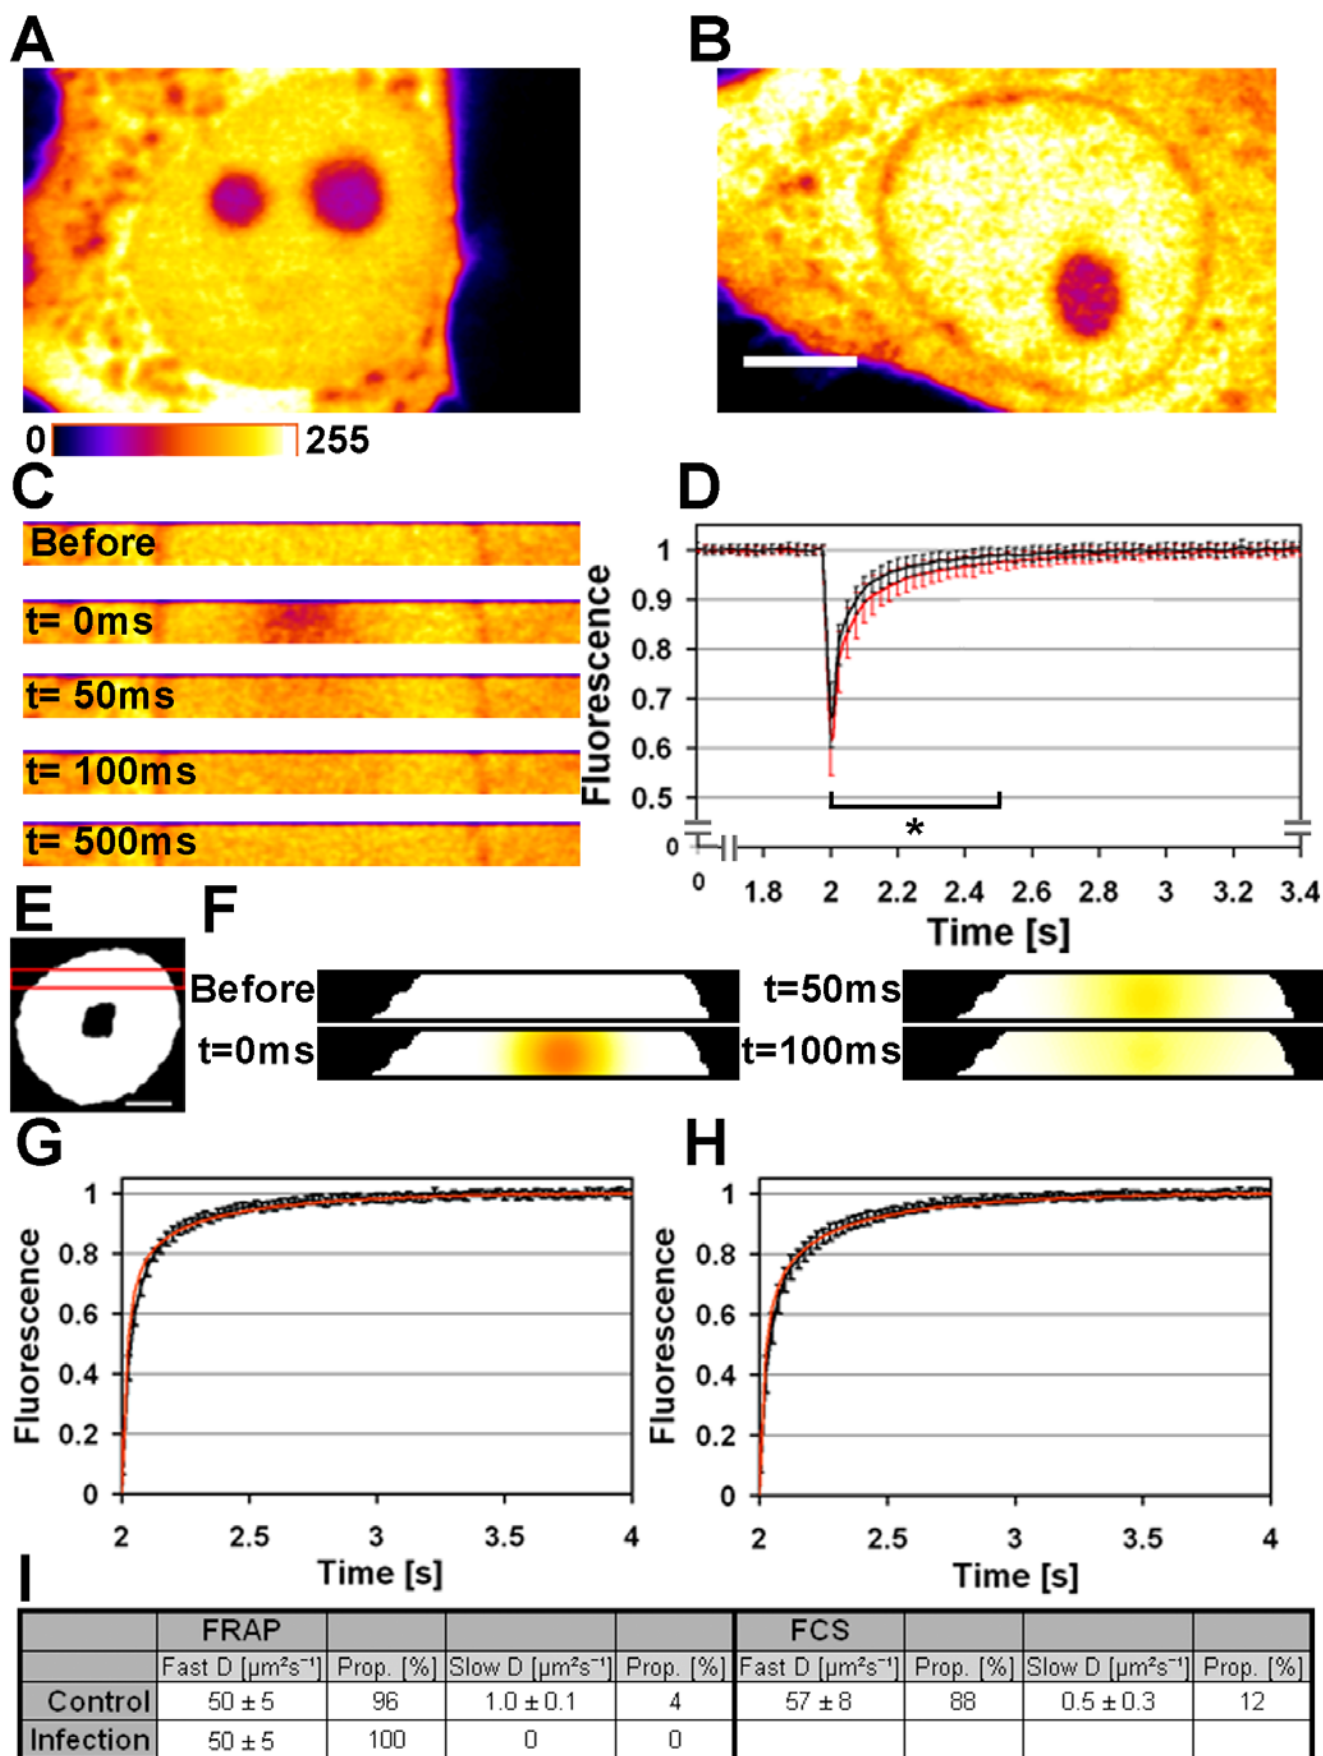 A
B
0 255
C
Before
t= 0ms
t= 50ms
t= 100ms
t= 500ms
D
Fluorescence
1
0.9
0.8
0.7
0.6
0.5
0
*
0 1.8 2 2.2 2.4 2.6 2.8 3 3.2 3.4
Time [s]
E
F
Before
t=0ms
t=50ms
t=100ms
G
Fluorescence
1
0.8
0.6
0.4
0.2
0
2 2.5 3 3.5 4
Time [s]
H
Fluorescence
1
0.8
0.6
0.4
0.2
0
2 2.5 3 3.5 4
Time [s]
I
FRAP FCS
Fast D [µm²s⁻¹] Prop. [%] Slow D [µm²s⁻¹] Prop. [%] Fast D [µm²s⁻¹] Prop. [%] Slow D [µm²s⁻¹] Prop. [%]
Control 50 ± 5 96 1.0 ± 0.1 4 57 ± 8 88 0.5 ± 0.3 12
Infection 50 ± 5 100 0 0